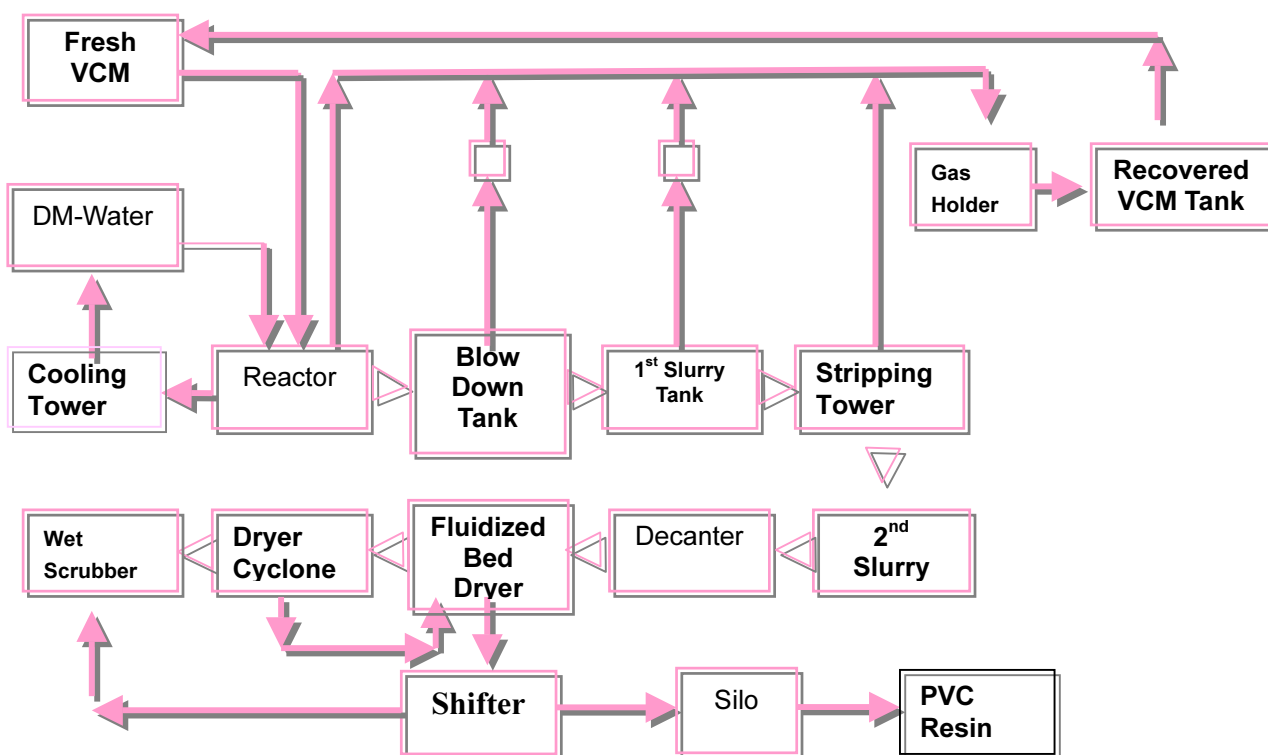 Fresh
VCM
Gas
Holder
Recovered
VCM Tank
DM-Water
Cooling
Tower
Reactor
Blow
Down
Tank
1st Slurry
Tank
Stripping
Tower
Wet
Scrubber
Dryer
Cyclone
Fluidized
Bed
Dryer
Decanter
2nd
Slurry
Shifter
Silo
PVC
Resin